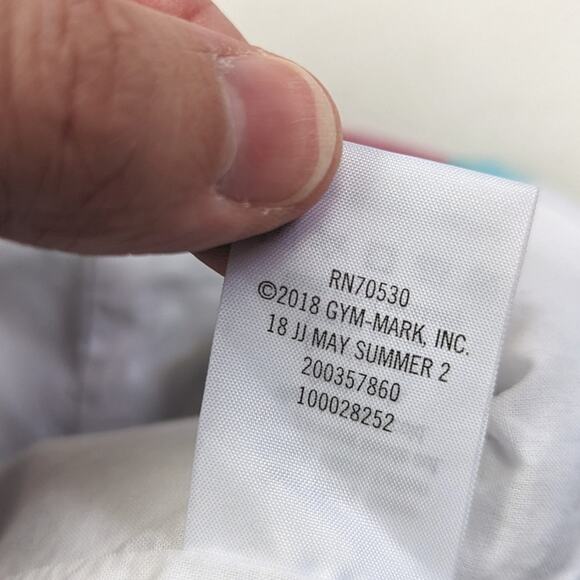 RN70530
©2018 GYM-MARK, INC.
18 JJ MAY SUMMER 2
200357860
100028252